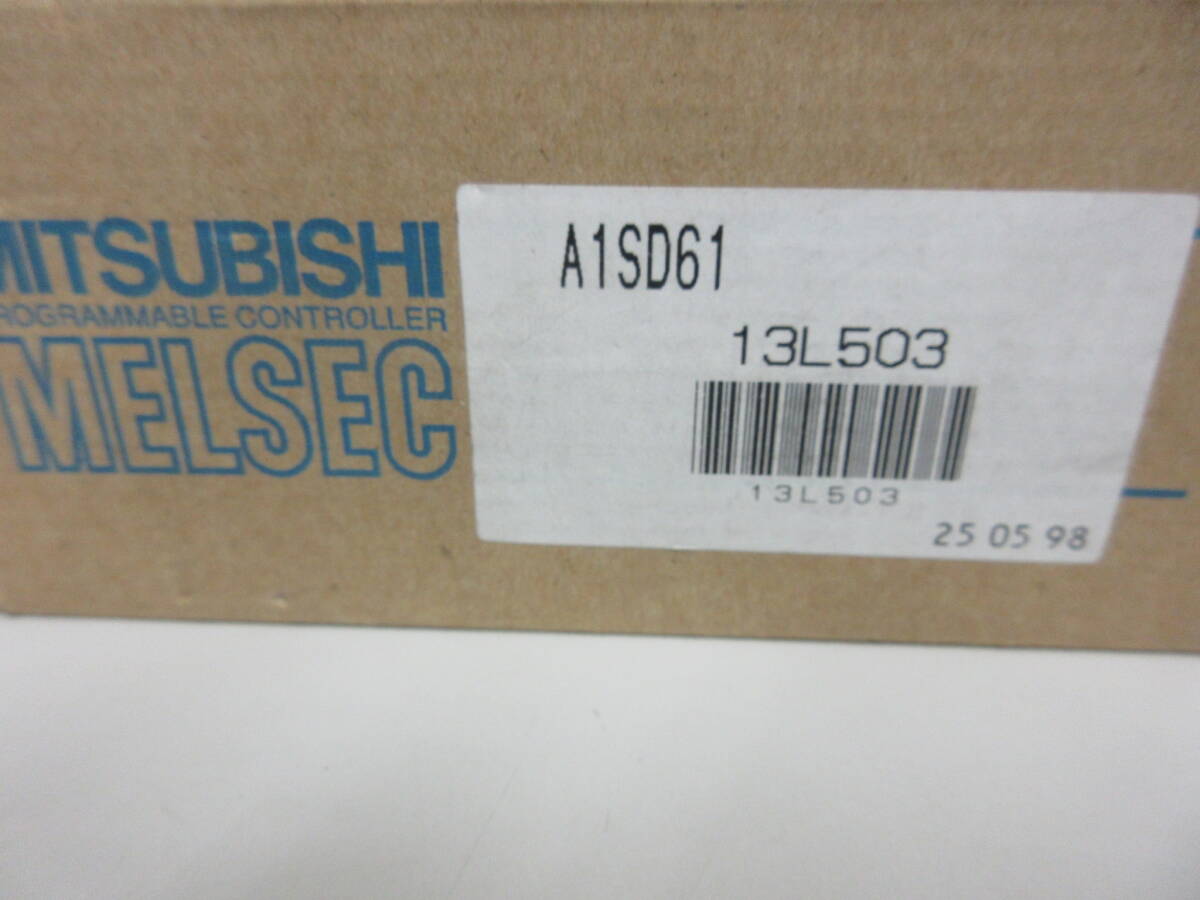 MITSUBISHI
PROGRAMMABLE CONTROLLER
MELSEC
A1SD61
13L503
13L503
25 05 98